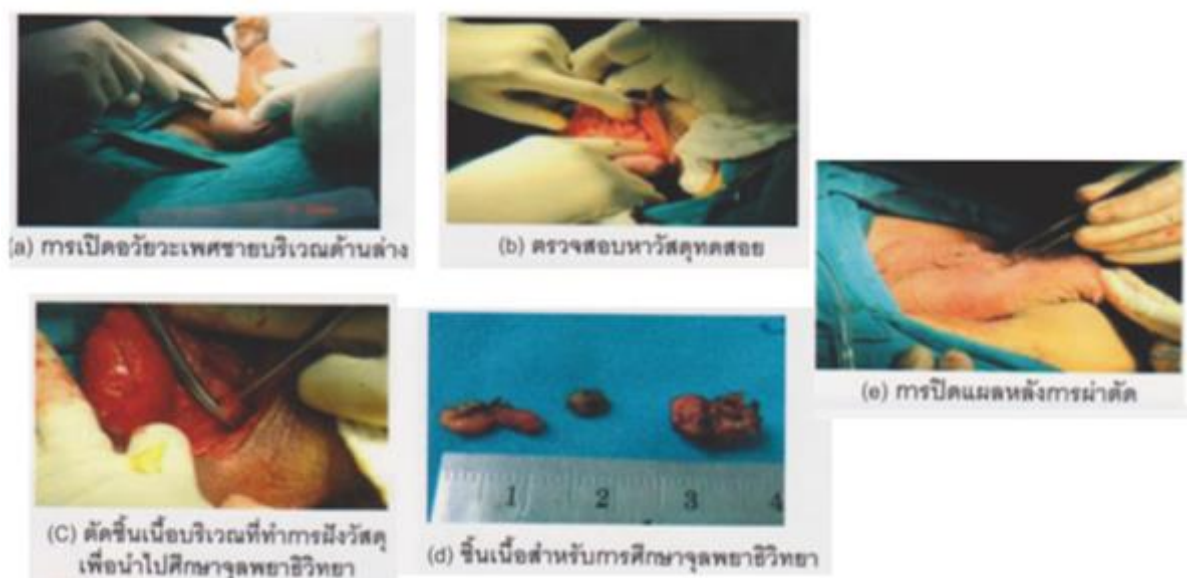 (a) การเปิดอวัยวะเพศชายบริเวณด้านล่าง
(b) ตรวจสอบหาวัสดุทดสอย
(e) การปิดแผลหลังการผ่าตัด
(C) ตัดชิ้นเนื้อบริเวณที่ทำการฝังวัสดุ
เพื่อนำไปศึกษาจุลพยาธิวิทยา
1 2 3 4
(d) ชิ้นเนื้อสำหรับการศึกษาจุลพยาธิวิทยา